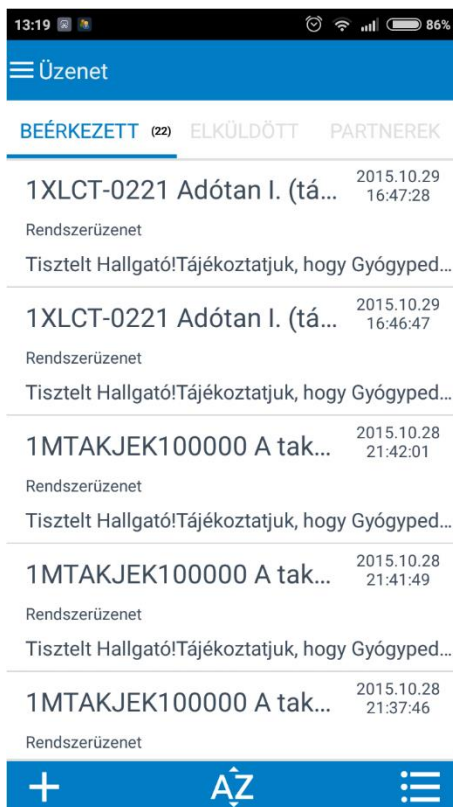 13:19 86%
Üzenet
BEÉRKEZETT (22) ELKÜLDÖTT PARTNEREK
1XLCT-0221 Adótan I. (tá... 2015.10.29
16:47:28
Rendszerüzenet
Tisztelt Hallgató!Tájékoztatjuk, hogy Gyógyped...
1XLCT-0221 Adótan I. (tá... 2015.10.29
16:46:47
Rendszerüzenet
Tisztelt Hallgató!Tájékoztatjuk, hogy Gyógyped...
1MTAKJEK100000 A tak... 2015.10.28
21:42:01
Rendszerüzenet
Tisztelt Hallgató!Tájékoztatjuk, hogy Gyógyped...
1MTAKJEK100000 A tak... 2015.10.28
21:41:49
Rendszerüzenet
Tisztelt Hallgató!Tájékoztatjuk, hogy Gyógyped...
1MTAKJEK100000 A tak... 2015.10.28
21:37:46
Rendszerüzenet
AZ